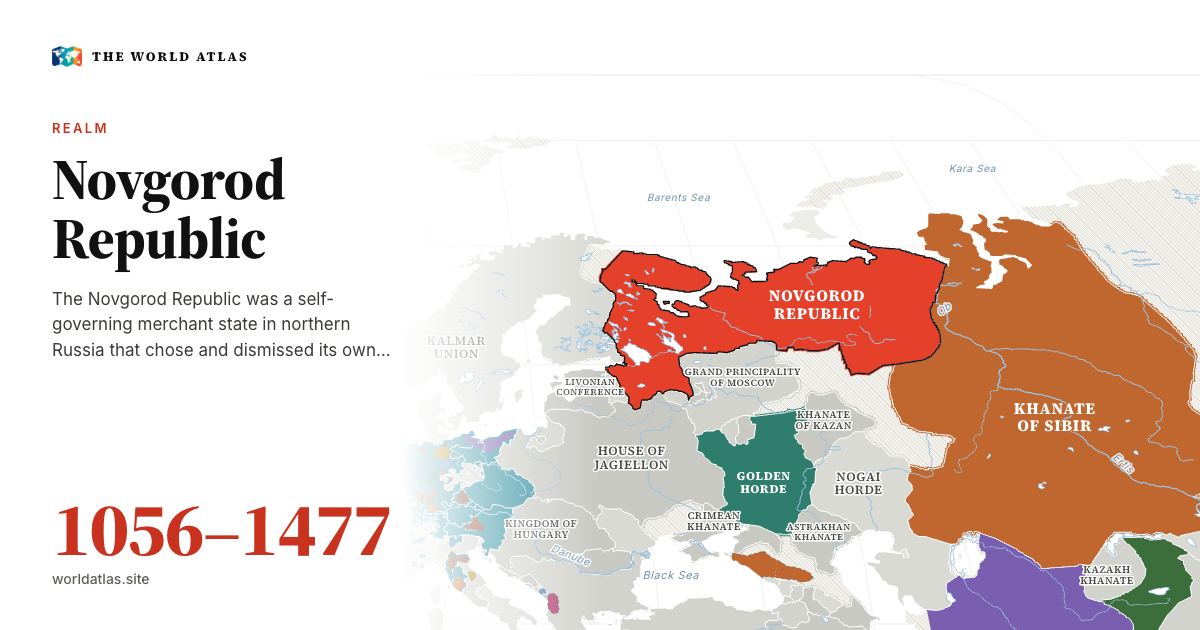 THE WORLD ATLAS
REALM
Novgorod
Republic
The Novgorod Republic was a self-
governing merchant state in northern
Russia that chose and dismissed its own...
1056–1477
worldatlas.site
Kara Sea
Barents Sea
NOVGOROD
REPUBLIC
Ob
KALMAR
UNION
LIVONIAN
CONFEDERENCE
GRAND PRINCIPALITY
OF MOSCOW
KHANATE
OF SIBIR
KHANATE
OF KAZAN
HOUSE OF
JAGIELLON
GOLDEN
HORDE
NOGAI
HORDE
Ertis
CRIMEAN
KHANATE
ASTRAKHAN
KHANATE
KINGDOM OF
HUNGARY
Danube
Black Sea
KAZAKH
KHANATE